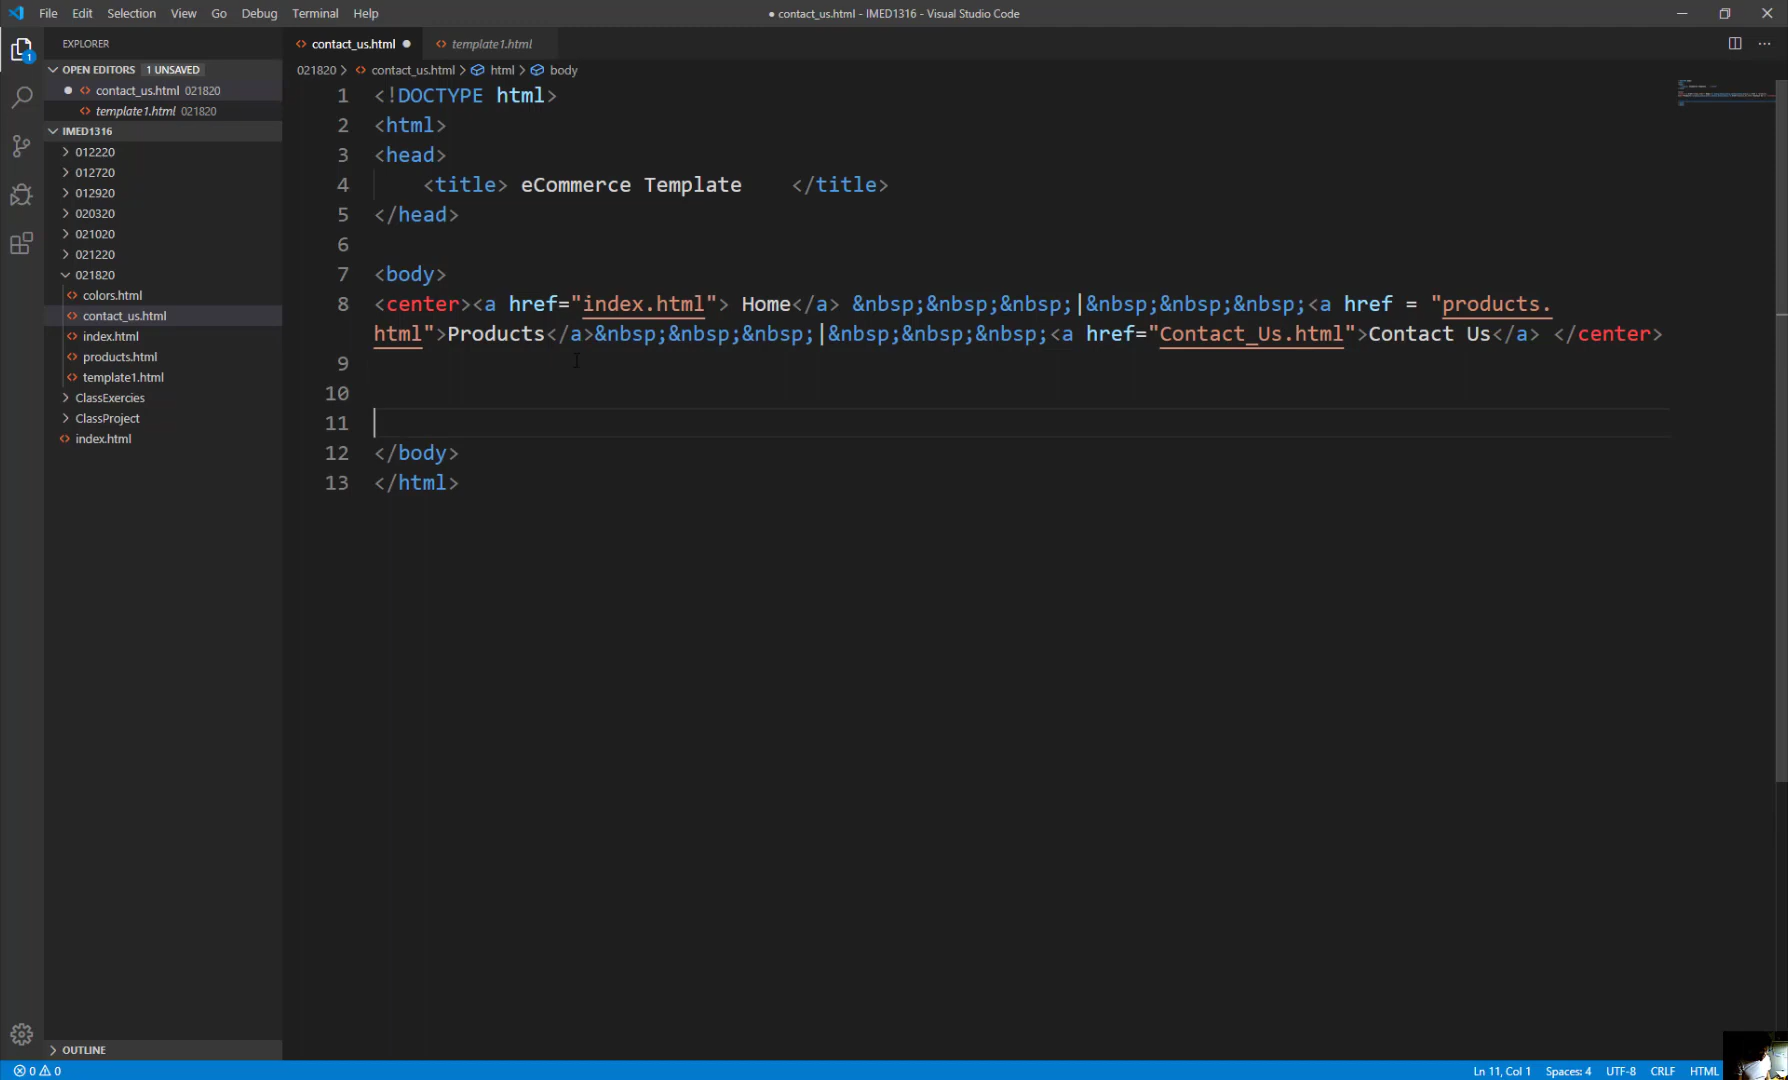 File Edit Selection View Go Debug Terminal Help
● contact_us.html - IMED1316 - Visual Studio Code
EXPLORER
contact_us.html
template1.html
OPEN EDITORS 1 UNSAVED
021820 > contact_us.html > html > body
contact_us.html 021820
template1.html 021820
IMED1316
012220
012720
012920
020320
021020
021220
021820
colors.html
contact_us.html
index.html
products.html
template1.html
ClassExercies
ClassProject
index.html
OUTLINE
1 <!DOCTYPE html>
2 <html>
3 <head>
4 <title> eCommerce Template    </title>
5 </head>
6
7 <body>
8 <center><a href="index.html"> Home</a> &nbsp;&nbsp;&nbsp;|&nbsp;&nbsp;&nbsp;<a href = "products.
html">Products</a>&nbsp;&nbsp;&nbsp;|&nbsp;&nbsp;&nbsp;<a href="Contact_Us.html">Contact Us</a> </center>
9
10
11
12 </body>
13 </html>
0 0
Ln 11, Col 1 Spaces: 4 UTF-8 CRLF HTML
1